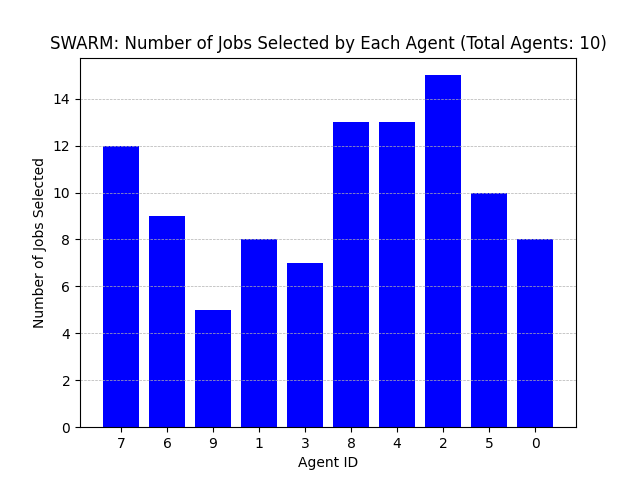 SWARM: Number of Jobs Selected by Each Agent (Total Agents: 10)
14
12
10
8
6
4
2
0
Number of Jobs Selected
7 6 9 1 3 8 4 2 5 0
Agent ID